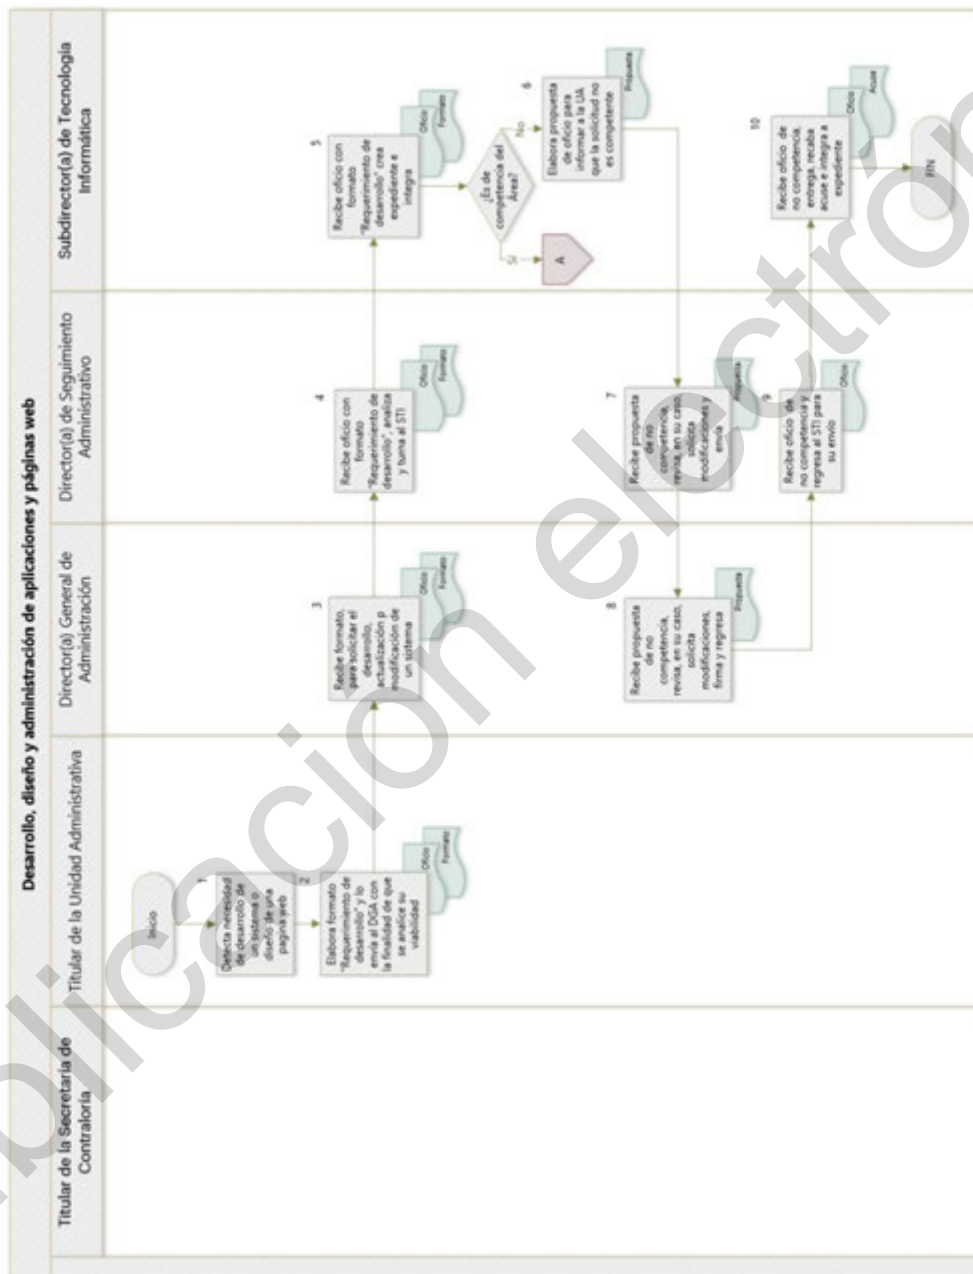 Desarrollo, diseño y administración de aplicaciones y páginas web
Titular de la Secretaría de
Contraloría
Titular de la Unidad Administrativa
Director(a) General de
Administración
Director(a) de Seguimiento
Administrativo
Subdirector(a) de Tecnología
Informática
Inicio
1
Detecta necesidad
de desarrollo de
un sistema o
diseño de una
pagina web
2
Elabora formato
"Requerimiento de
desarrollo" y lo
envía al DGA con
la finalidad de que
se analice su
viabilidad
Oficio
Formato
3
Recibe formato,
para solicitar el
desarrollo,
actualización p
modificación de
un sistema
Oficio
Formato
4
Recibe oficio con
formato
"Requerimiento de
desarrollo", analiza
y turna al STI
Oficio
Formato
5
Recibe oficio con
formato
"Requerimiento de
desarrollo" crea
expediente e
integra
Oficio
Formato
¿Es de
competencia del
Área?
Sí
A
No
6
Elabora propuesta
de oficio para
informar a la UA
que la solicitud no
es competente
Propuesta
7
Recibe propuesta
de no
competencia,
revisa, en su caso,
solicita
modificaciones y
envía
Propuesta
8
Recibe propuesta
de no
competencia,
revisa, en su caso,
solicita
modificaciones,
firma y regresa
Propuesta
9
Recibe oficio de
no competencia y
regresa al STI para
su envío
Oficio
10
Recibe oficio de
no competencia,
entrega, recaba
acuse e integra a
expediente
Oficio
Acuse
FIN
plicación electrón